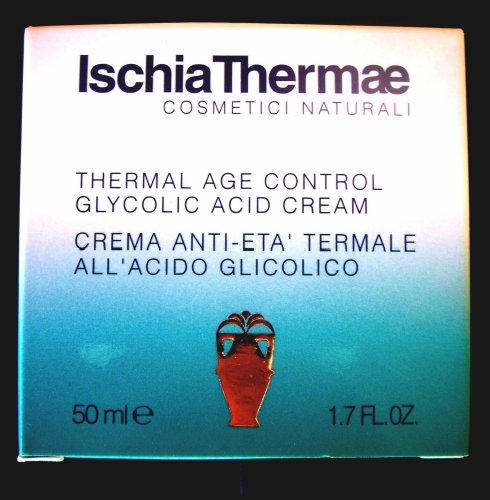 IschiaThermæ
COSMETICI NATURALI
THERMAL AGE CONTROL
GLYCOLIC ACID CREAM
CREMA ANTI-ETA' TERMALE
ALL'ACIDO GLICOLICO
50 ml ℮ 1.7 FL.OZ.